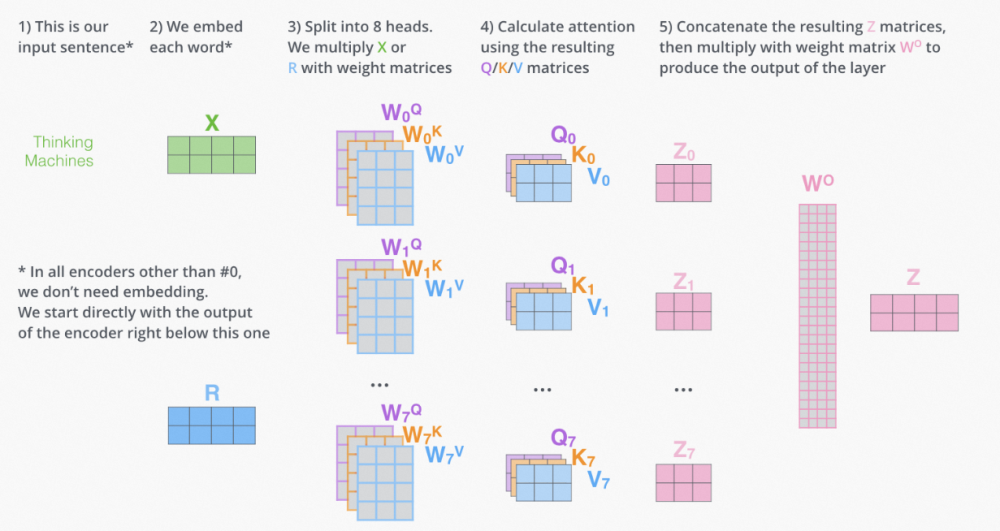 1) This is our
input sentence*
2) We embed
each word*
3) Split into 8 heads.
We multiply X or
R with weight matrices
4) Calculate attention
using the resulting
Q/K/V matrices
5) Concatenate the resulting Z matrices,
then multiply with weight matrix Wᴼ to
produce the output of the layer
Thinking
Machines
X
W₀Q
W₀K
W₀V
Q₀
K₀
V₀
Z₀
Wᴼ
* In all encoders other than #0,
we don’t need embedding.
We start directly with the output
of the encoder right below this one
W₁Q
W₁K
W₁V
Q₁
K₁
V₁
Z₁
Z
...
...
...
R
W₇Q
W₇K
W₇V
Q₇
K₇
V₇
Z₇